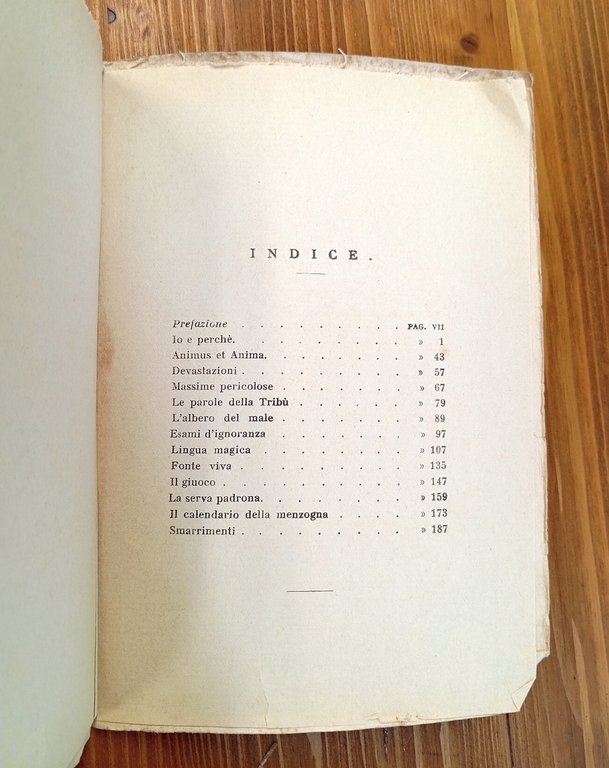 INDICE.
Prefazione . . . . . . . . PAG. VII
Io e perchè. . . . . . . . » 1
Animus et Anima. . . . . . . » 43
Devastazioni . . . . . . . . » 57
Massime pericolose . . . . . . » 67
Le parole della Tribù . . . . . » 79
L'albero del male . . . . . . » 89
Esami d'ignoranza . . . . . . » 97
Lingua magica . . . . . . . » 107
Fonte viva . . . . . . . . » 135
Il giuoco . . . . . . . . » 147
La serva padrona. . . . . . . » 159
Il calendario della menzogna . . . . » 173
Smarrimenti . . . . . . . . » 187